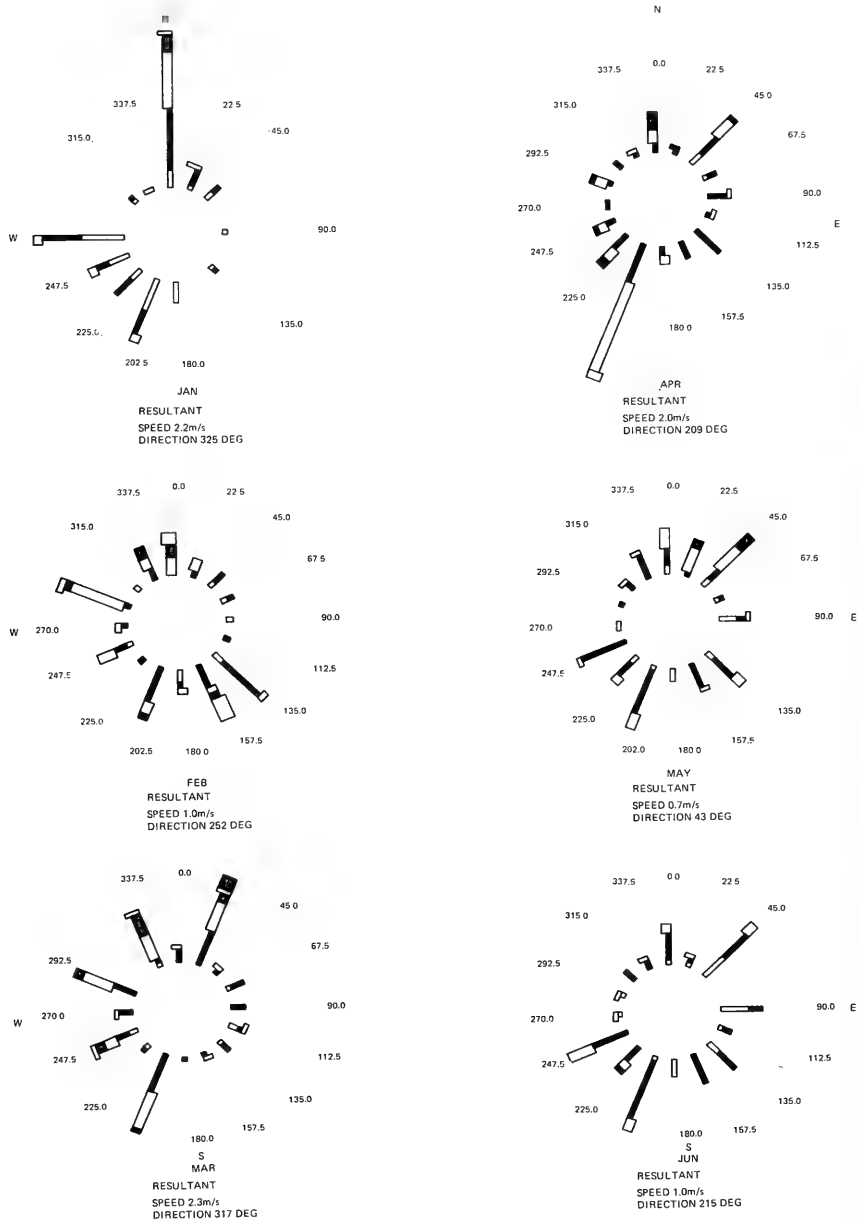 337.5
22 5
315.0
-45.0
W
90.0
247.5
225.0
135.0
202 5
180.0
JAN
RESULTANT
SPEED 2.2m/s
DIRECTION 325 DEG
N
0.0
337.5
22 5
315.0
45 0
292.5
67.5
270.0
90.0
E
247.5
112.5
225 0
135.0
157.5
180 0
APR
RESULTANT
SPEED 2.0m/s
DIRECTION 209 DEG
0.0
337.5
22 5
315.0
45.0
67.5
W
270.0
90.0
247.5
112.5
225.0
135.0
202.5
180 0
157.5
FEB
RESULTANT
SPEED 1.0m/s
DIRECTION 252 DEG
0.0
337.5
22.5
315.0
45.0
292.5
67.5
270.0
90.0 E
247.5
225.0
135.0
202.0
180.0
157.5
MAY
RESULTANT
SPEED 0.7m/s
DIRECTION 43 DEG
0.0
337.5
45 0
67.5
292.5
W
270 0
90.0
247.5
112.5
225.0
135.0
180.0
157.5
S
MAR
RESULTANT
SPEED 2.3m/s
DIRECTION 317 DEG
0 0
337.5
22 5
315 0
45.0
292.5
270.0
90.0 E
247.5
112.5
225.0
135.0
180.0
157.5
S
JUN
RESULTANT
SPEED 1.0m/s
DIRECTION 215 DEG